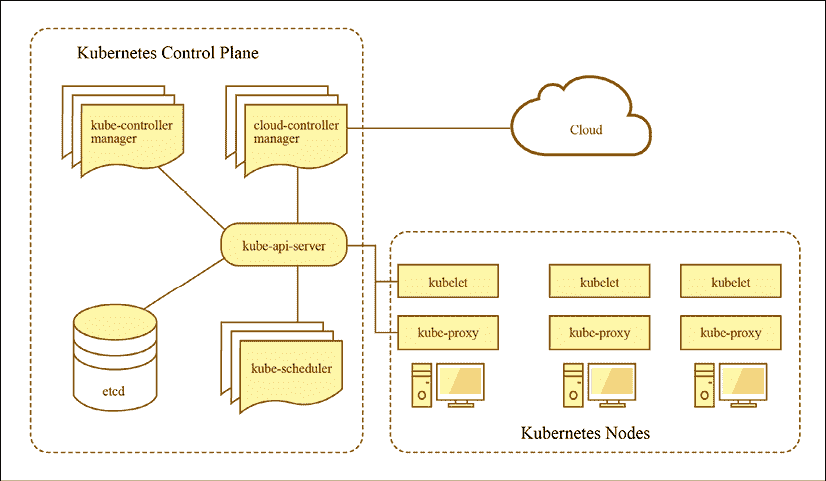 Kubernetes Control Plane
kube-controller
manager
cloud-controller
manager
Cloud
kube-api-server
kubelet
kubelet
kubelet
kube-proxy
kube-proxy
kube-proxy
etcd
kube-scheduler
Kubernetes Nodes